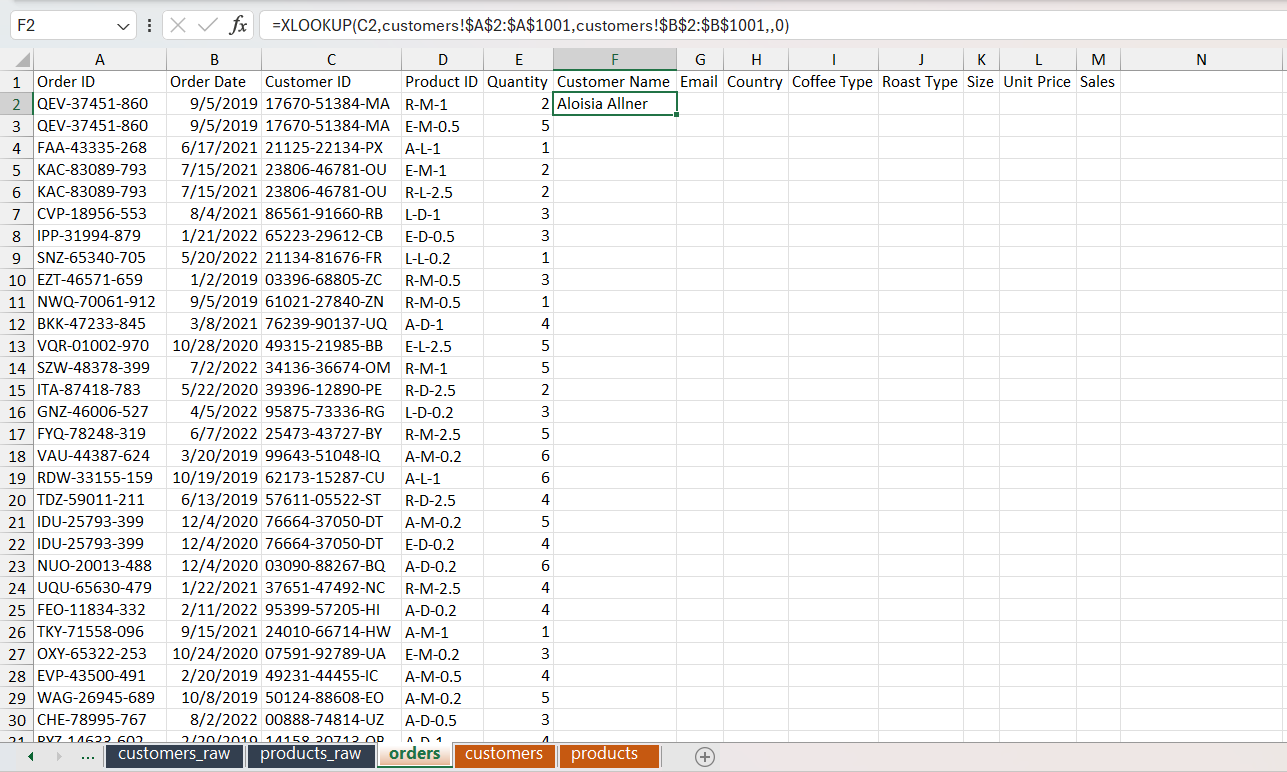 F2 fx =XLOOKUP(C2,customers!$A$2:$A$1001,customers!$B$2:$B$1001,,0)
A B C D E F G H I J K L M N
1 Order ID Order Date Customer ID Product ID Quantity Customer Name Email Country Coffee Type Roast Type Size Unit Price Sales
2 QEV-37451-860 9/5/2019 17670-51384-MA R-M-1 2 Aloisia Allner
3 QEV-37451-860 9/5/2019 17670-51384-MA E-M-0.5 5
4 FAA-43335-268 6/17/2021 21125-22134-PX A-L-1 1
5 KAC-83089-793 7/15/2021 23806-46781-OU E-M-1 2
6 KAC-83089-793 7/15/2021 23806-46781-OU R-L-2.5 2
7 CVP-18956-553 8/4/2021 86561-91660-RB L-D-1 3
8 IPP-31994-879 1/21/2022 65223-29612-CB E-D-0.5 3
9 SNZ-65340-705 5/20/2022 21134-81676-FR L-L-0.2 1
10 EZT-46571-659 1/2/2019 03396-68805-ZC R-M-0.5 3
11 NWQ-70061-912 9/5/2019 61021-27840-ZN R-M-0.5 1
12 BKK-47233-845 3/8/2021 76239-90137-UQ A-D-1 4
13 VQR-01002-970 10/28/2020 49315-21985-BB E-L-2.5 5
14 SZW-48378-399 7/2/2022 34136-36674-OM R-M-1 5
15 ITA-87418-783 5/22/2020 39396-12890-PE R-D-2.5 2
16 GNZ-46006-527 4/5/2022 95875-73336-RG L-D-0.2 3
17 FYQ-78248-319 6/7/2022 25473-43727-BY R-M-2.5 5
18 VAU-44387-624 3/20/2019 99643-51048-IQ A-M-0.2 6
19 RDW-33155-159 10/19/2019 62173-15287-CU A-L-1 6
20 TDZ-59011-211 6/13/2019 57611-05522-ST R-D-2.5 4
21 IDU-25793-399 12/4/2020 76664-37050-DT A-M-0.2 5
22 IDU-25793-399 12/4/2020 76664-37050-DT E-D-0.2 4
23 NUO-20013-488 12/4/2020 03090-88267-BQ A-D-0.2 6
24 UQU-65630-479 1/22/2021 37651-47492-NC R-M-2.5 4
25 FEO-11834-332 2/11/2022 95399-57205-HI A-D-0.2 4
26 TKY-71558-096 9/15/2021 24010-66714-HW A-M-1 1
27 OXY-65322-253 10/24/2020 07591-92789-UA E-M-0.2 3
28 EVP-43500-491 2/20/2019 49231-44455-IC A-M-0.5 4
29 WAG-26945-689 10/8/2019 50124-88608-EO A-M-0.2 5
30 CHE-78995-767 8/2/2022 00888-74814-UZ A-D-0.5 3
... customers_raw products_raw orders customers products